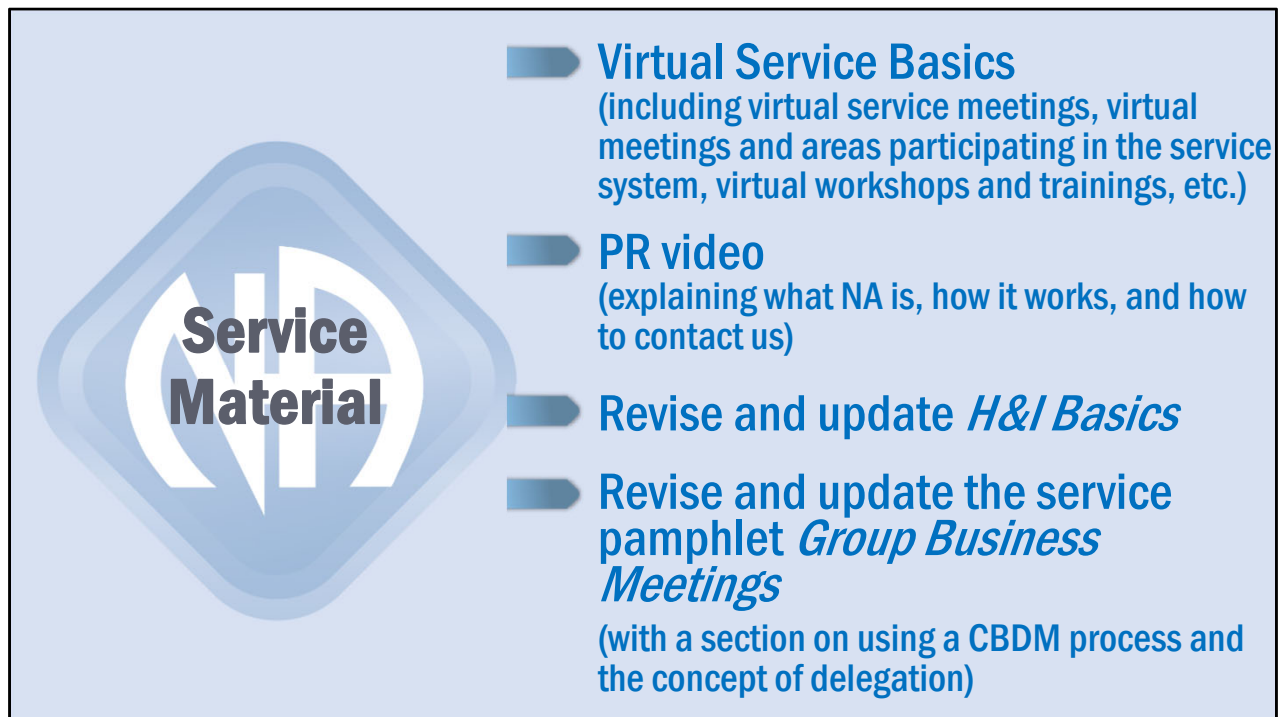 NA
Service
Material
Virtual Service Basics
(including virtual service meetings, virtual
meetings and areas participating in the service
system, virtual workshops and trainings, etc.)
PR video
(explaining what NA is, how it works, and how
to contact us)
Revise and update H&I Basics
Revise and update the service
pamphlet Group Business
Meetings
(with a section on using a CBDM process and
the concept of delegation)